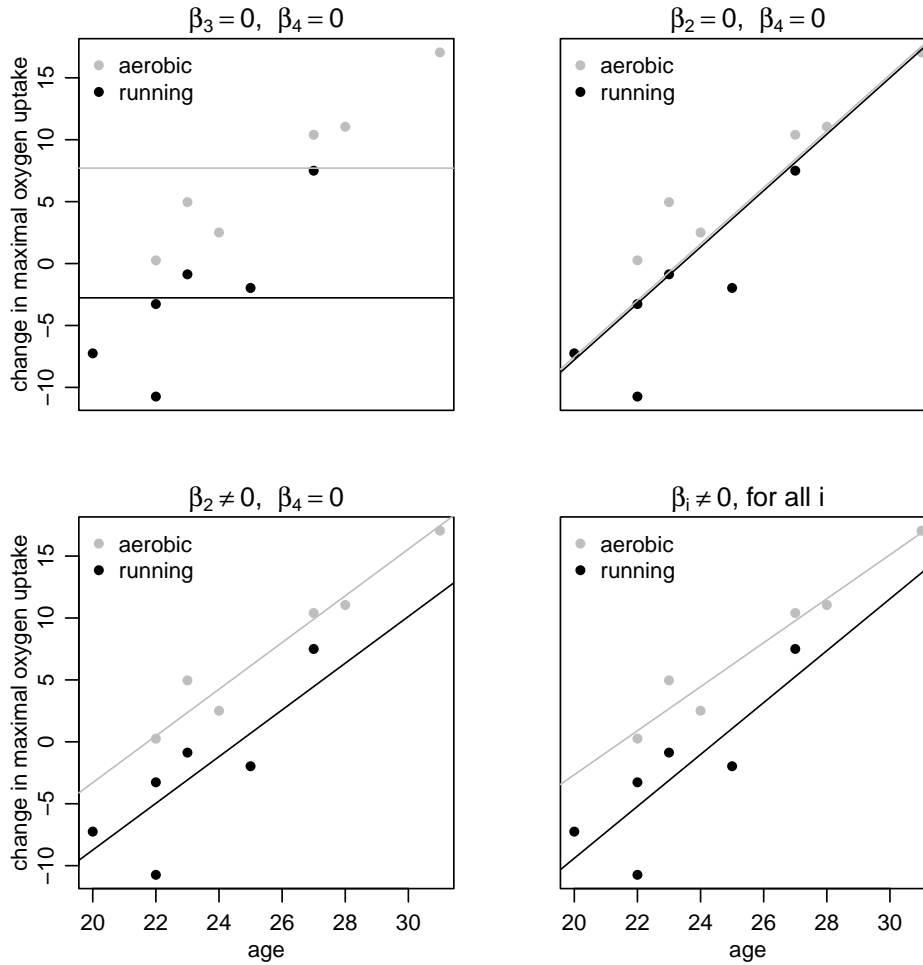 β3 = 0, β4 = 0
β2 = 0, β4 = 0
aerobic
running
aerobic
running
change in maximal oxygen uptake
−10 −5 0 5 10 15
β2 ≠ 0, β4 = 0
βi ≠ 0, for all i
aerobic
running
aerobic
running
change in maximal oxygen uptake
−10 −5 0 5 10 15
20 22 24 26 28 30
20 22 24 26 28 30
age
age